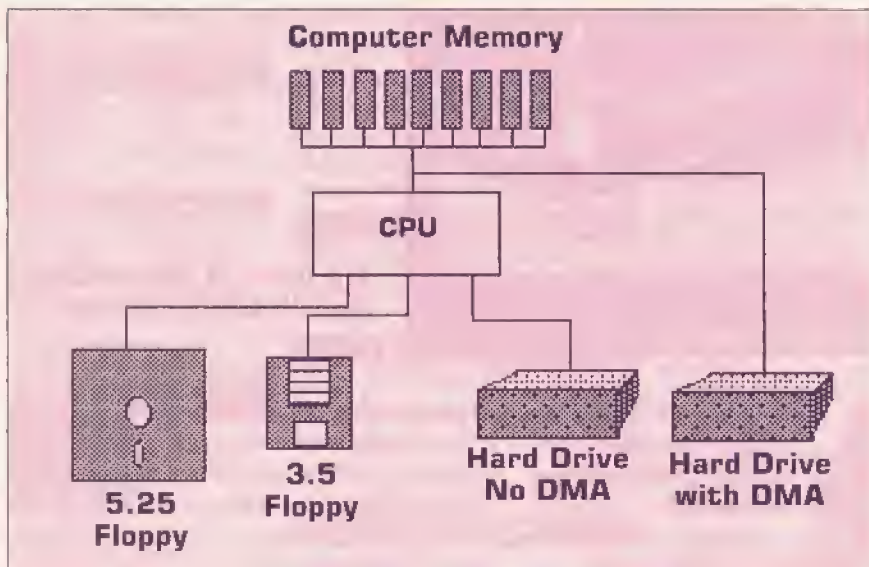 Computer Memory
CPU
5.25
Floppy
3.5
Floppy
Hard Drive
No DMA
Hard Drive
with DMA